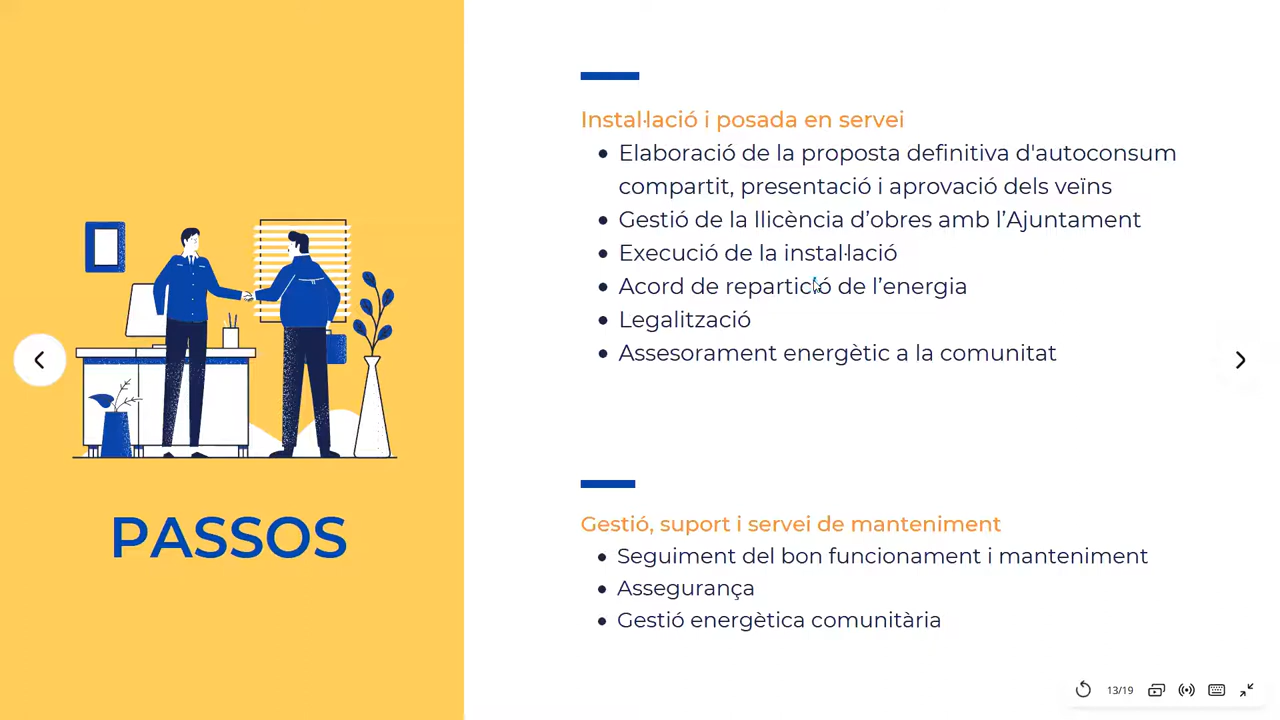 PASSOS
Instal·lació i posada en servei
Elaboració de la proposta definitiva d'autoconsum
compartit, presentació i aprovació dels veïns
Gestió de la llicència d’obres amb l’Ajuntament
Execució de la instal·lació
Acord de repartició de l’energia
Legalització
Assesorament energètic a la comunitat
Gestió, suport i servei de manteniment
Seguiment del bon funcionament i manteniment
Assegurança
Gestió energètica comunitària
13/19